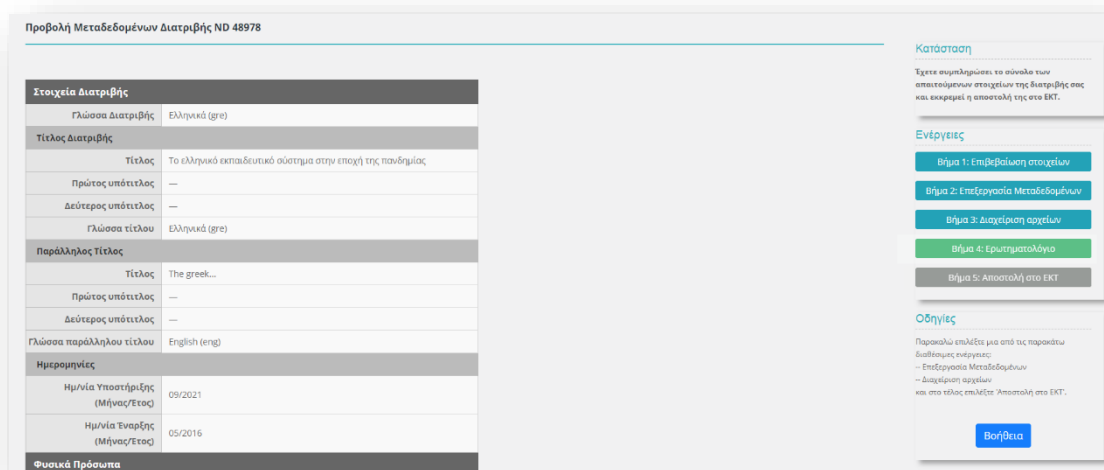 Προβολή Μεταδεδομένων Διατριβής ND 48978
Στοιχεία Διατριβής
Γλώσσα Διατριβής Ελληνικά (gre)
Τίτλος Διατριβής
Τίτλος Το ελληνικό εκπαιδευτικό σύστημα στην εποχή της πανδημίας
Πρώτος υπότιτλος —
Δεύτερος υπότιτλος —
Γλώσσα τίτλου Ελληνικά (gre)
Παράλληλος Τίτλος
Τίτλος The greek...
Πρώτος υπότιτλος —
Δεύτερος υπότιτλος —
Γλώσσα παράλληλου τίτλου English (eng)
Ημερομηνίες
Ημ/νία Υποστήριξης
(Μήνας/Έτος) 09/2021
Ημ/νία Έναρξης
(Μήνας/Έτος) 05/2016
Φυσικά Πρόσωπα
Κατάσταση
Έχετε συμπληρώσει το σύνολο των
απαιτούμενων στοιχείων της διατριβής σας
και εκκρεμεί η αποστολή της στο ΕΚΤ.
Ενέργειες
Βήμα 1: Επιβεβαίωση στοιχείων
Βήμα 2: Επεξεργασία Μεταδεδομένων
Βήμα 3: Διαχείριση αρχείων
Βήμα 4: Ερωτηματολόγιο
Βήμα 5: Αποστολή στο ΕΚΤ
Οδηγίες
Παρακαλώ επιλέξτε μια από τις παρακάτω
διαθέσιμες ενέργειες:
-- Επεξεργασία Μεταδεδομένων
-- Διαχείριση αρχείων
και στο τέλος επιλέξτε 'Αποστολή στο ΕΚΤ'.
Βοήθεια